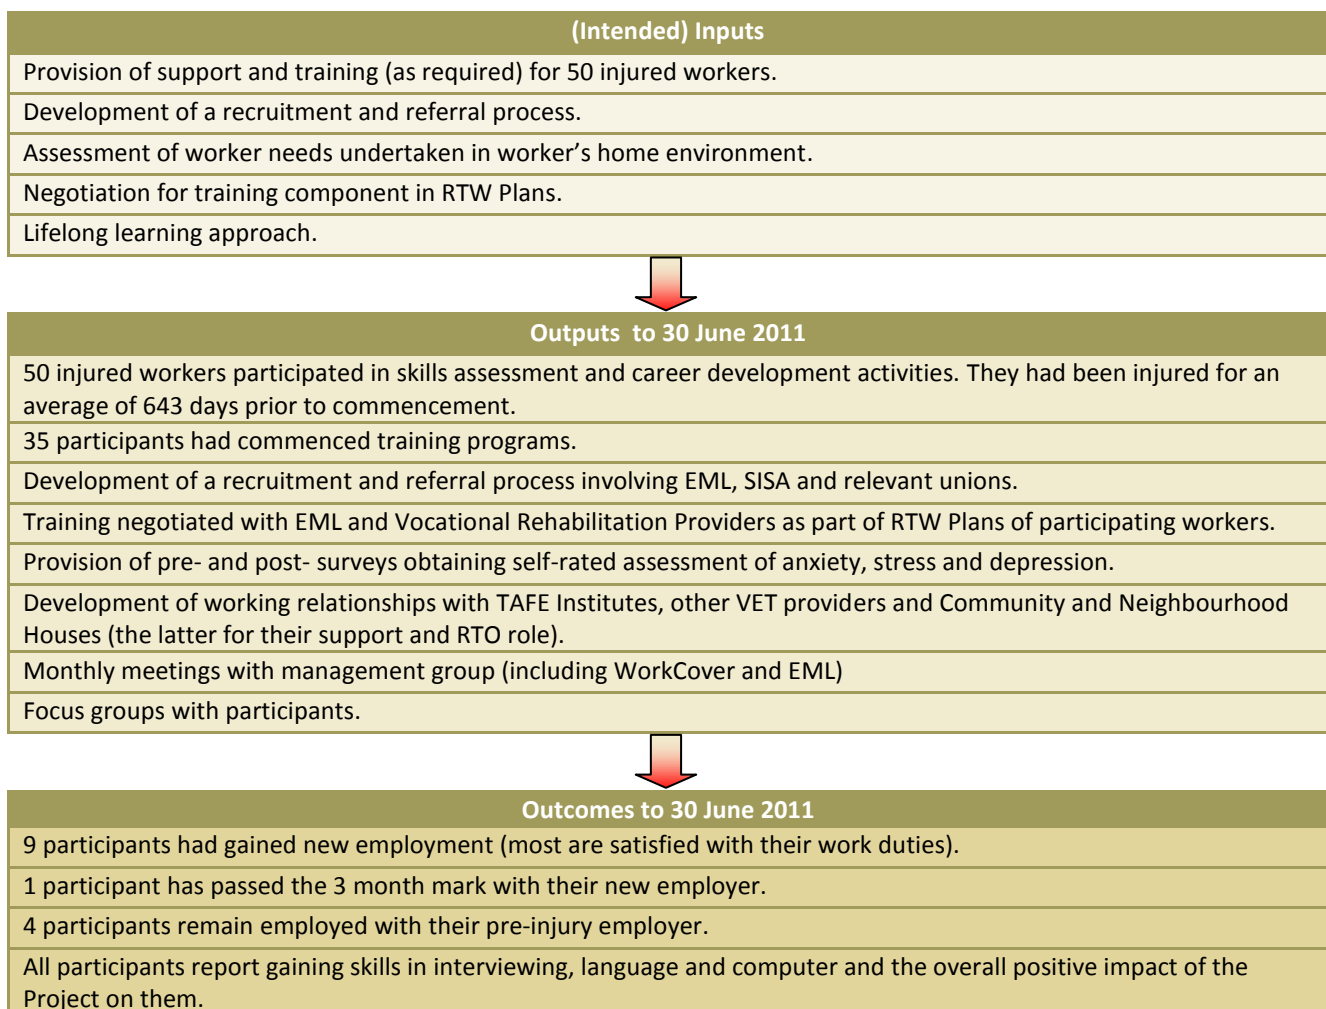 (Intended) Inputs
Provision of support and training (as required) for 50 injured workers.
Development of a recruitment and referral process.
Assessment of worker needs undertaken in worker’s home environment.
Negotiation for training component in RTW Plans.
Lifelong learning approach.
Outputs to 30 June 2011
50 injured workers participated in skills assessment and career development activities. They had been injured for an
average of 643 days prior to commencement.
35 participants had commenced training programs.
Development of a recruitment and referral process involving EML, SISA and relevant unions.
Training negotiated with EML and Vocational Rehabilitation Providers as part of RTW Plans of participating workers.
Provision of pre- and post- surveys obtaining self-rated assessment of anxiety, stress and depression.
Development of working relationships with TAFE Institutes, other VET providers and Community and Neighbourhood
Houses (the latter for their support and RTO role).
Monthly meetings with management group (including WorkCover and EML)
Focus groups with participants.
Outcomes to 30 June 2011
9 participants had gained new employment (most are satisfied with their work duties).
1 participant has passed the 3 month mark with their new employer.
4 participants remain employed with their pre-injury employer.
All participants report gaining skills in interviewing, language and computer and the overall positive impact of the
Project on them.